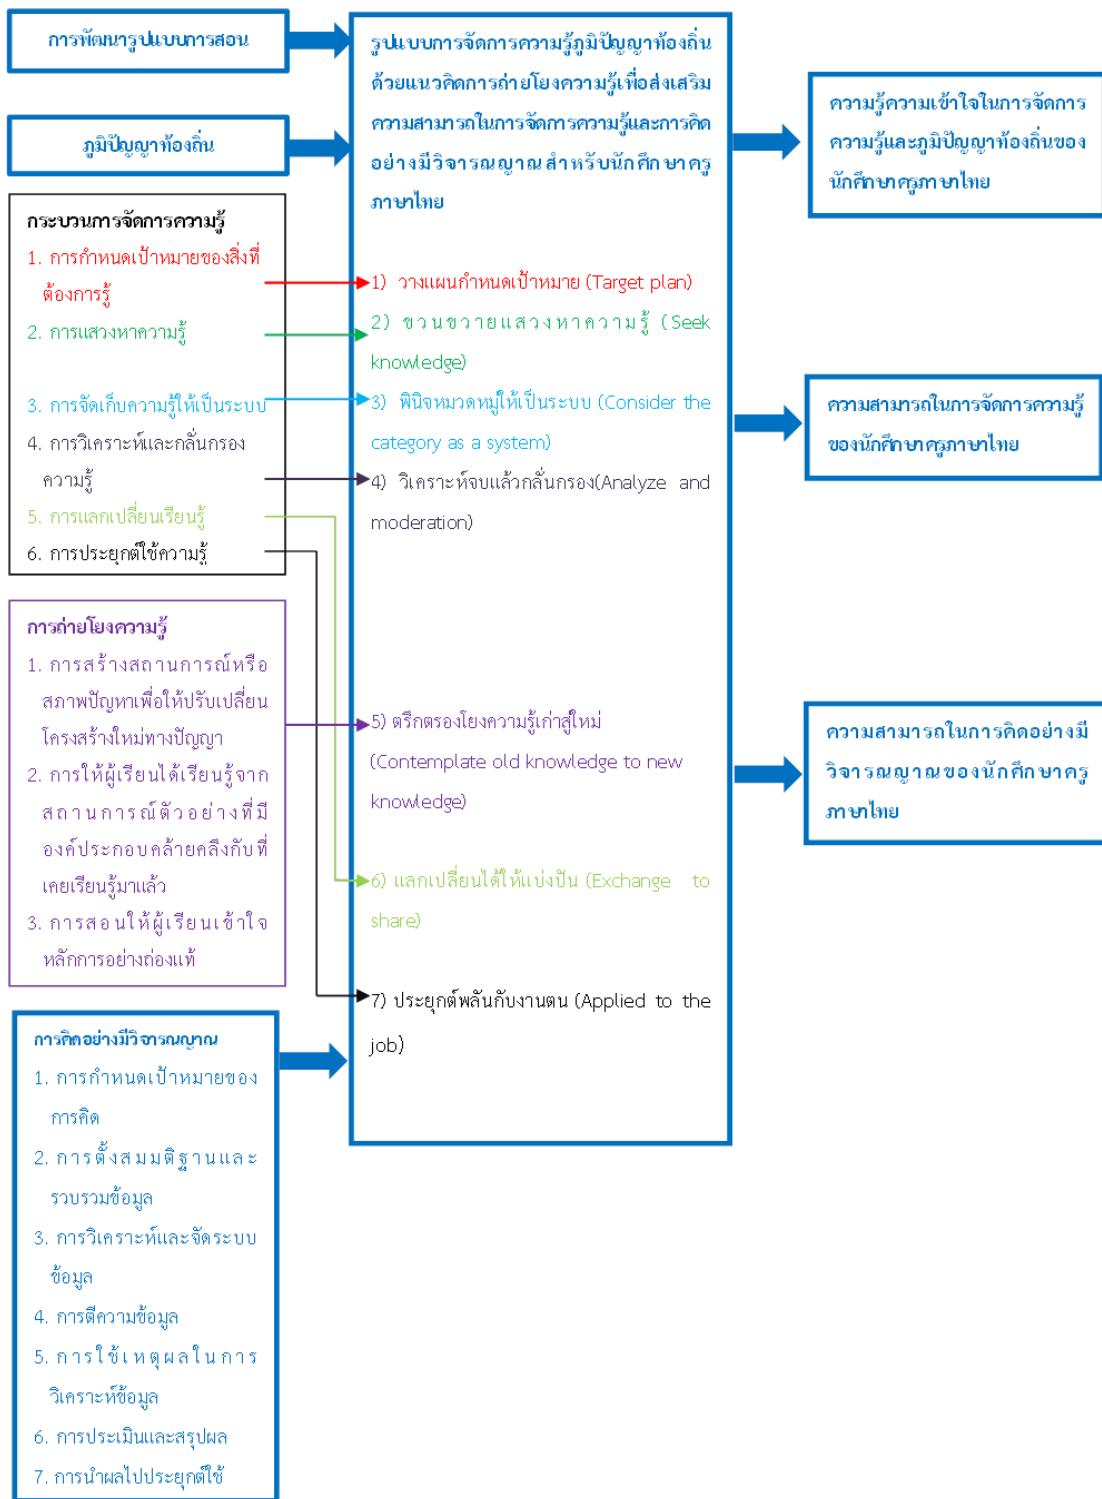 การพัฒนารูปแบบการสอน
ภูมิปัญญาท้องถิ่น
กระบวนการจัดการความรู้
1. การกำหนดเป้าหมายของสิ่งที่
ต้องการรู้
2. การแสวงหาความรู้
3. การจัดเก็บความรู้ให้เป็นระบบ
4. การวิเคราะห์และกลั่นกรอง
ความรู้
5. การแลกเปลี่ยนเรียนรู้
6. การประยุกต์ใช้ความรู้
การถ่ายโยงความรู้
1. การสร้างสถานการณ์หรือ
สภาพปัญหาเพื่อให้ปรับเปลี่ยน
โครงสร้างใหม่ทางปัญญา
2. การให้ผู้เรียนได้เรียนรู้จาก
สถานการณ์ตัวอย่างที่มี
องค์ประกอบคล้ายคลึงกับที่
เคยเรียนรู้มาแล้ว
3. การสอนให้ผู้เรียนเข้าใจ
หลักการอย่างถ่องแท้
การคิดอย่างมีวิจารณญาณ
1. การกำหนดเป้าหมายของ
การคิด
2. การตั้งสมมติฐานและ
รวบรวมข้อมูล
3. การวิเคราะห์และจัดระบบ
ข้อมูล
4. การตีความข้อมูล
5. การใช้เหตุผลในการ
วิเคราะห์ข้อมูล
6. การประเมินและสรุปผล
7. การนำผลไปประยุกต์ใช้
รูปแบบการจัดการความรู้ภูมิปัญญาท้องถิ่น
ด้วยแนวคิดการถ่ายโยงความรู้เพื่อส่งเสริม
ความสามารถในการจัดการความรู้และการคิด
อย่างมีวิจารณญาณสำหรับนักศึกษาครู
ภาษาไทย
1) วางแผนกำหนดเป้าหมาย (Target plan)
2) ขวนขวายแสวงหาความรู้ (Seek
knowledge)
3) พินิจหมวดหมู่ให้เป็นระบบ (Consider the
category as a system)
4) วิเคราะห์จบแล้วกลั่นกรอง(Analyze and
moderation)
5) ตรึกตรองโยงความรู้เก่าสู่ใหม่
(Contemplate old knowledge to new
knowledge)
6) แลกเปลี่ยนได้ให้แบ่งปัน (Exchange to
share)
7) ประยุกต์พลันกับงานตน (Applied to the
job)
ความรู้ความเข้าใจในการจัดการ
ความรู้และภูมิปัญญาท้องถิ่นของ
นักศึกษาครูภาษาไทย
ความสามารถในการจัดการความรู้
ของนักศึกษาครูภาษาไทย
ความสามารถในการคิดอย่างมี
วิจารณญาณของนักศึกษาครู
ภาษาไทย